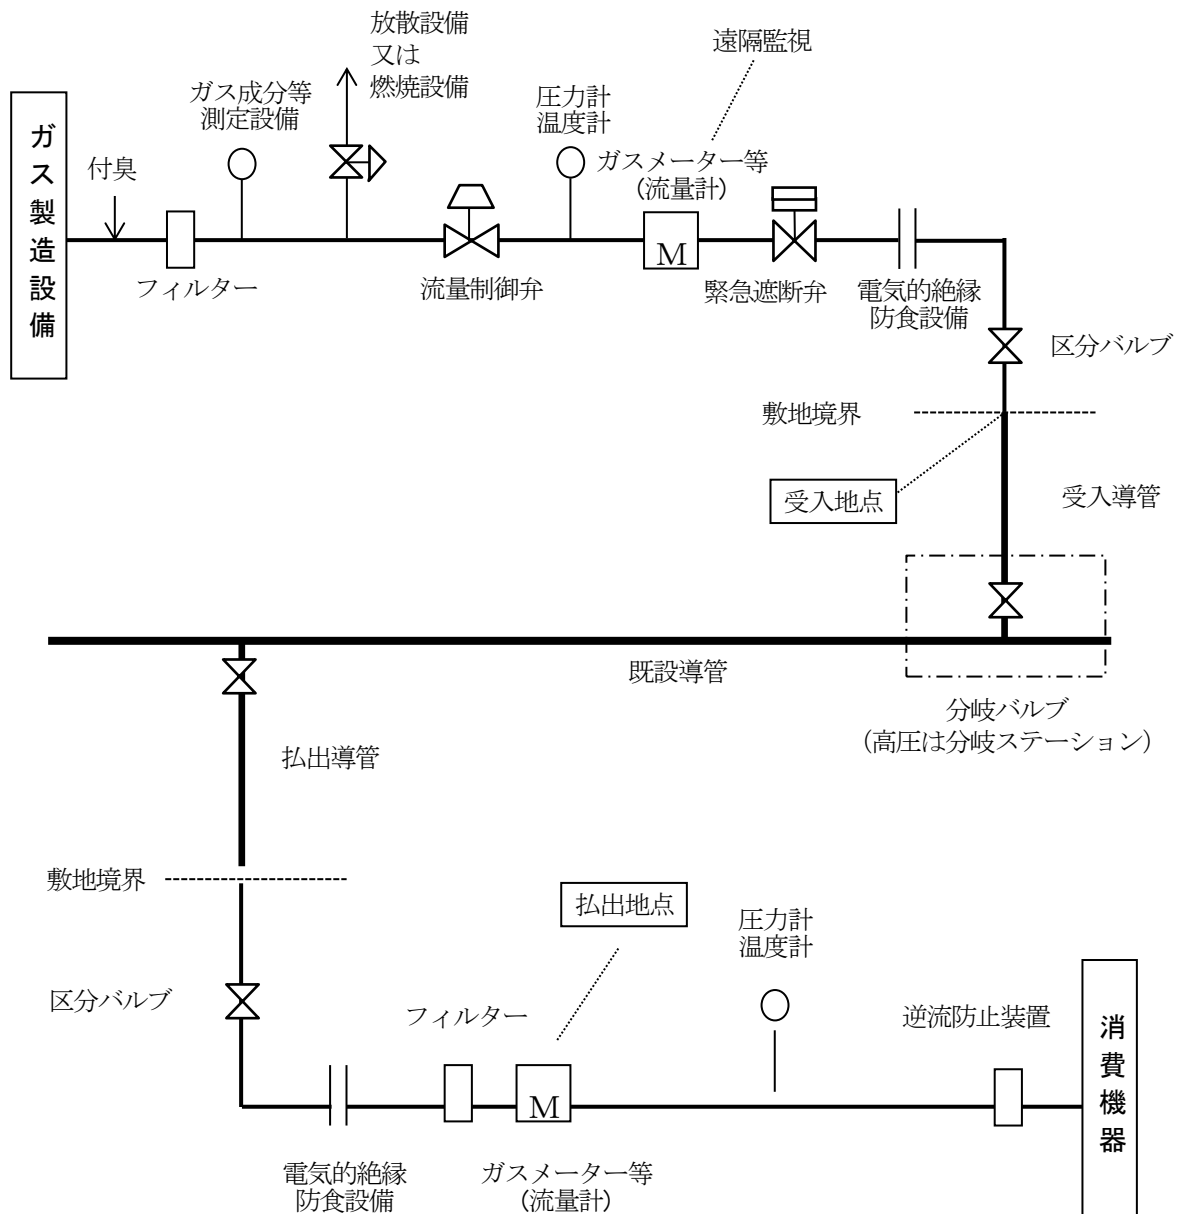 放散設備
又は
燃焼設備
遠隔監視
ガス成分等
測定設備
圧力計
温度計
ガス製造設備
付臭
ガスメーター等
(流量計)
M
フィルター
流量制御弁
緊急遮断弁
電気的絶縁
防食設備
区分バルブ
敷地境界
受入地点
受入導管
既設導管
分岐バルブ
(高圧は分岐ステーション)
払出導管
敷地境界
払出地点
圧力計
温度計
区分バルブ
フィルター
逆流防止装置
消費機器
M
電気的絶縁
防食設備
ガスメーター等
(流量計)